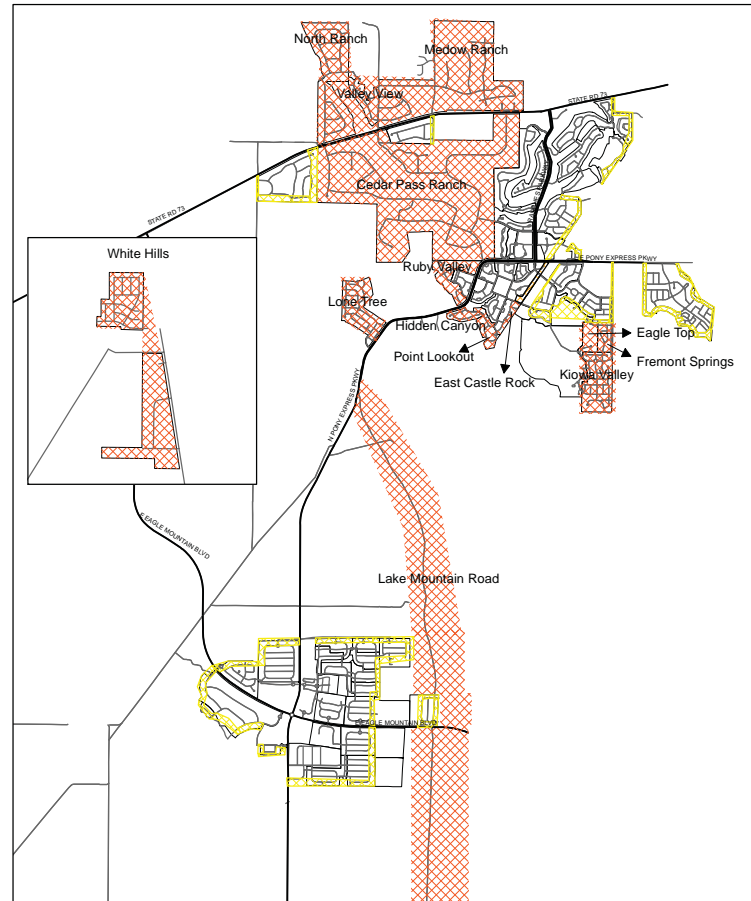 North Ranch
Medow Ranch
Valley View
STATE RD 73
Cedar Pass Ranch
STATE RD 73
White Hills
Ruby Valley
THE PONY EXPRESS PKWY
Lone Tree
Hidden Canyon
Eagle Top
Point Lookout
Fremont Springs
East Castle Rock
Kiowa Valley
N PONY EXPRESS PKWY
E EAGLE MOUNTAIN BLVD
Lake Mountain Road
E EAGLE MOUNTAIN BLVD